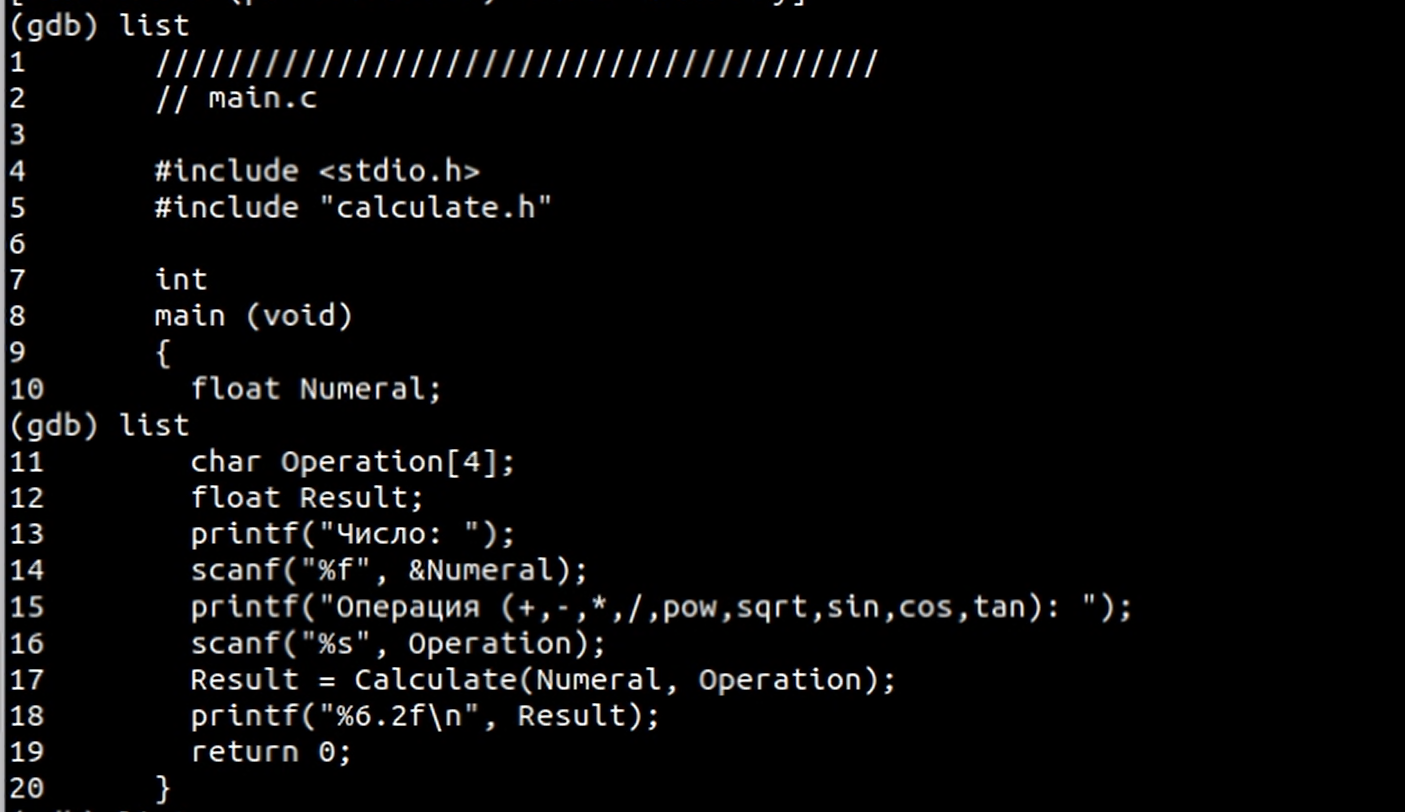 (gdb) list
1 ////////////////////////////////////////
2 // main.c
3
4 #include <stdio.h>
5 #include "calculate.h"
6
7 int
8 main (void)
9 {
10 float Numeral;
(gdb) list
11 char Operation[4];
12 float Result;
13 printf("Число: ");
14 scanf("%f", &Numeral);
15 printf("Операция (+,-,*,/,pow,sqrt,sin,cos,tan): ");
16 scanf("%s", Operation);
17 Result = Calculate(Numeral, Operation);
18 printf("%6.2f\n", Result);
19 return 0;
20 }